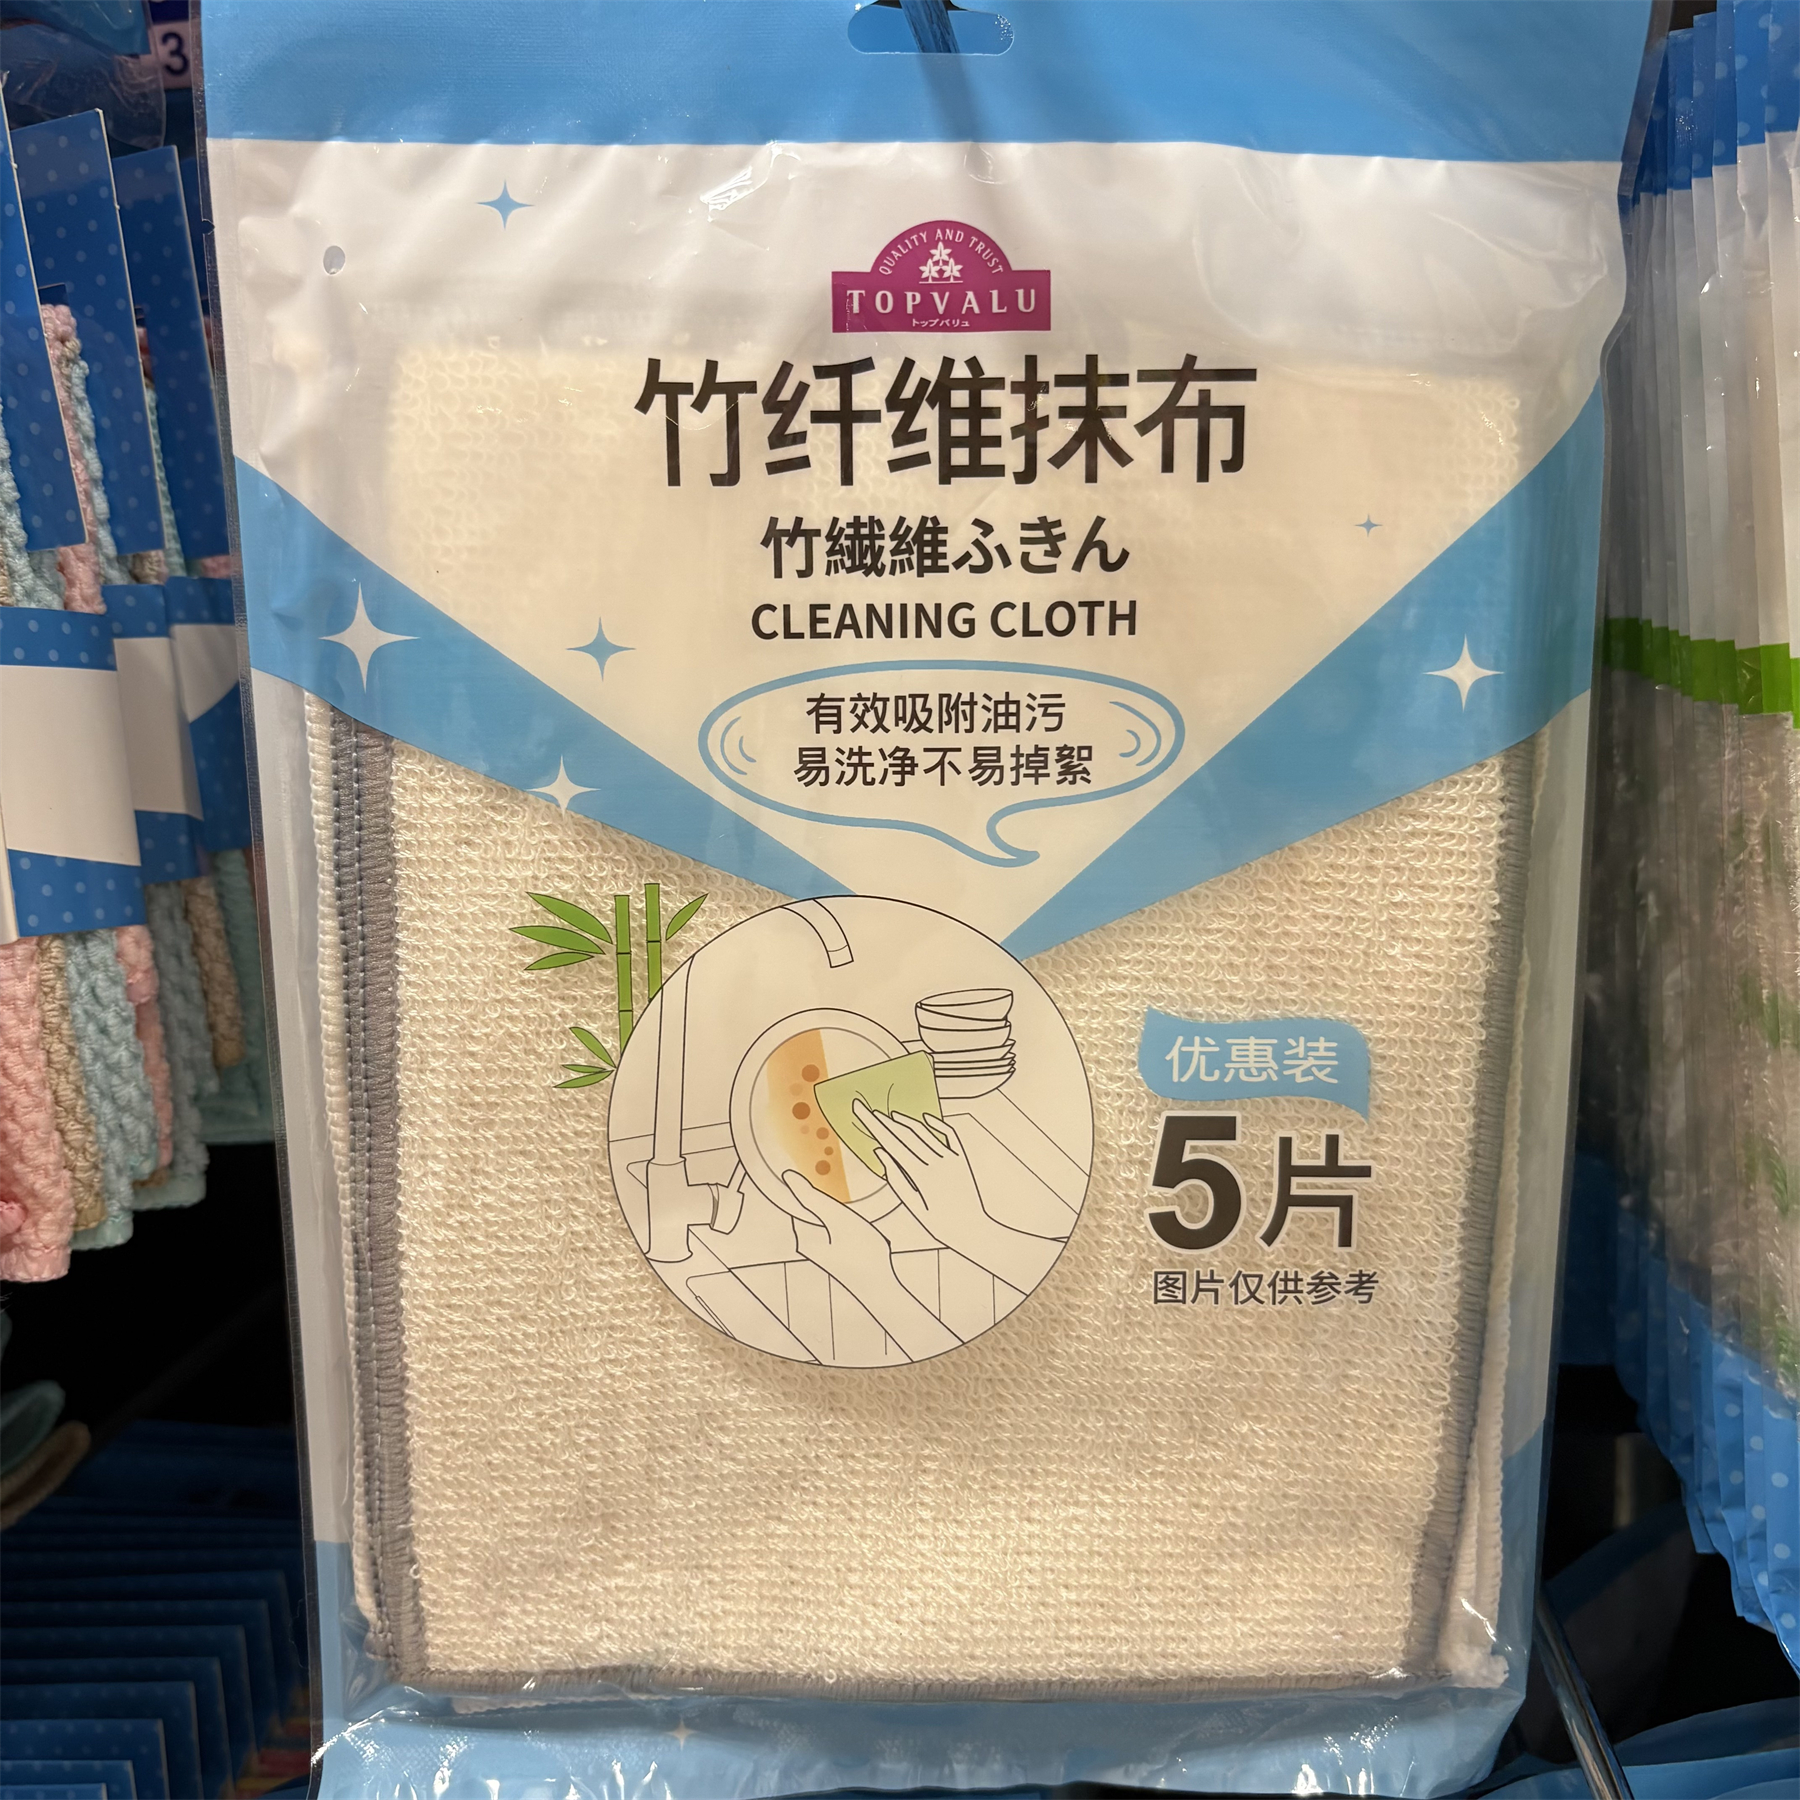 3
QUALITY AND TRUST
TOPVALU
トップバリュ
竹纤维抹布
竹繊維ふきん
CLEANING CLOTH
有效吸附油污
易洗净不易掉絮
优惠装
5片
图片仅供参考